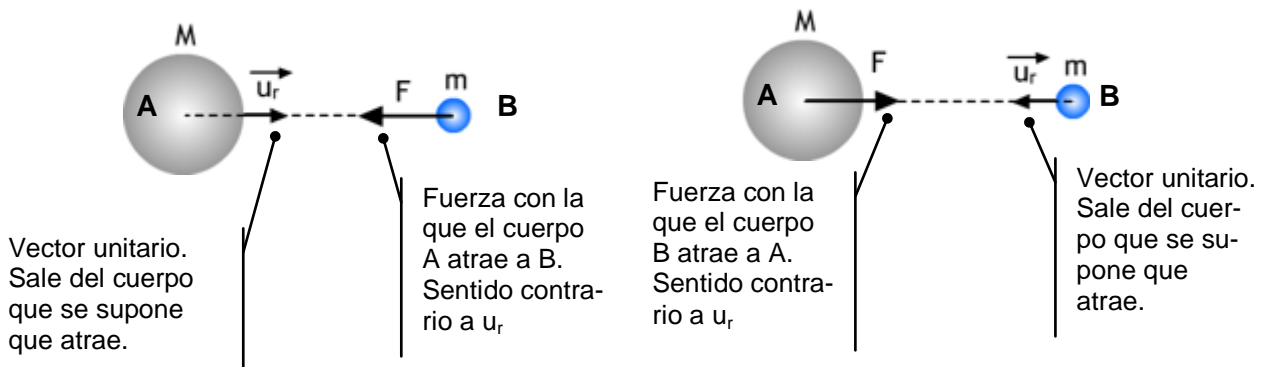 M
A
u_r
F
m
B
Vector unitario.
Sale del cuerpo
que se supone
que atrae.
Fuerza con la
que el cuerpo
A atrae a B.
Sentido contra-
rio a u_r
M
A
F
u_r
m
B
Fuerza con la
que el cuerpo
B atrae a A.
Sentido contra-
rio a u_r
Vector unitario.
Sale del cuer-
po que se su-
pone que
atrae.